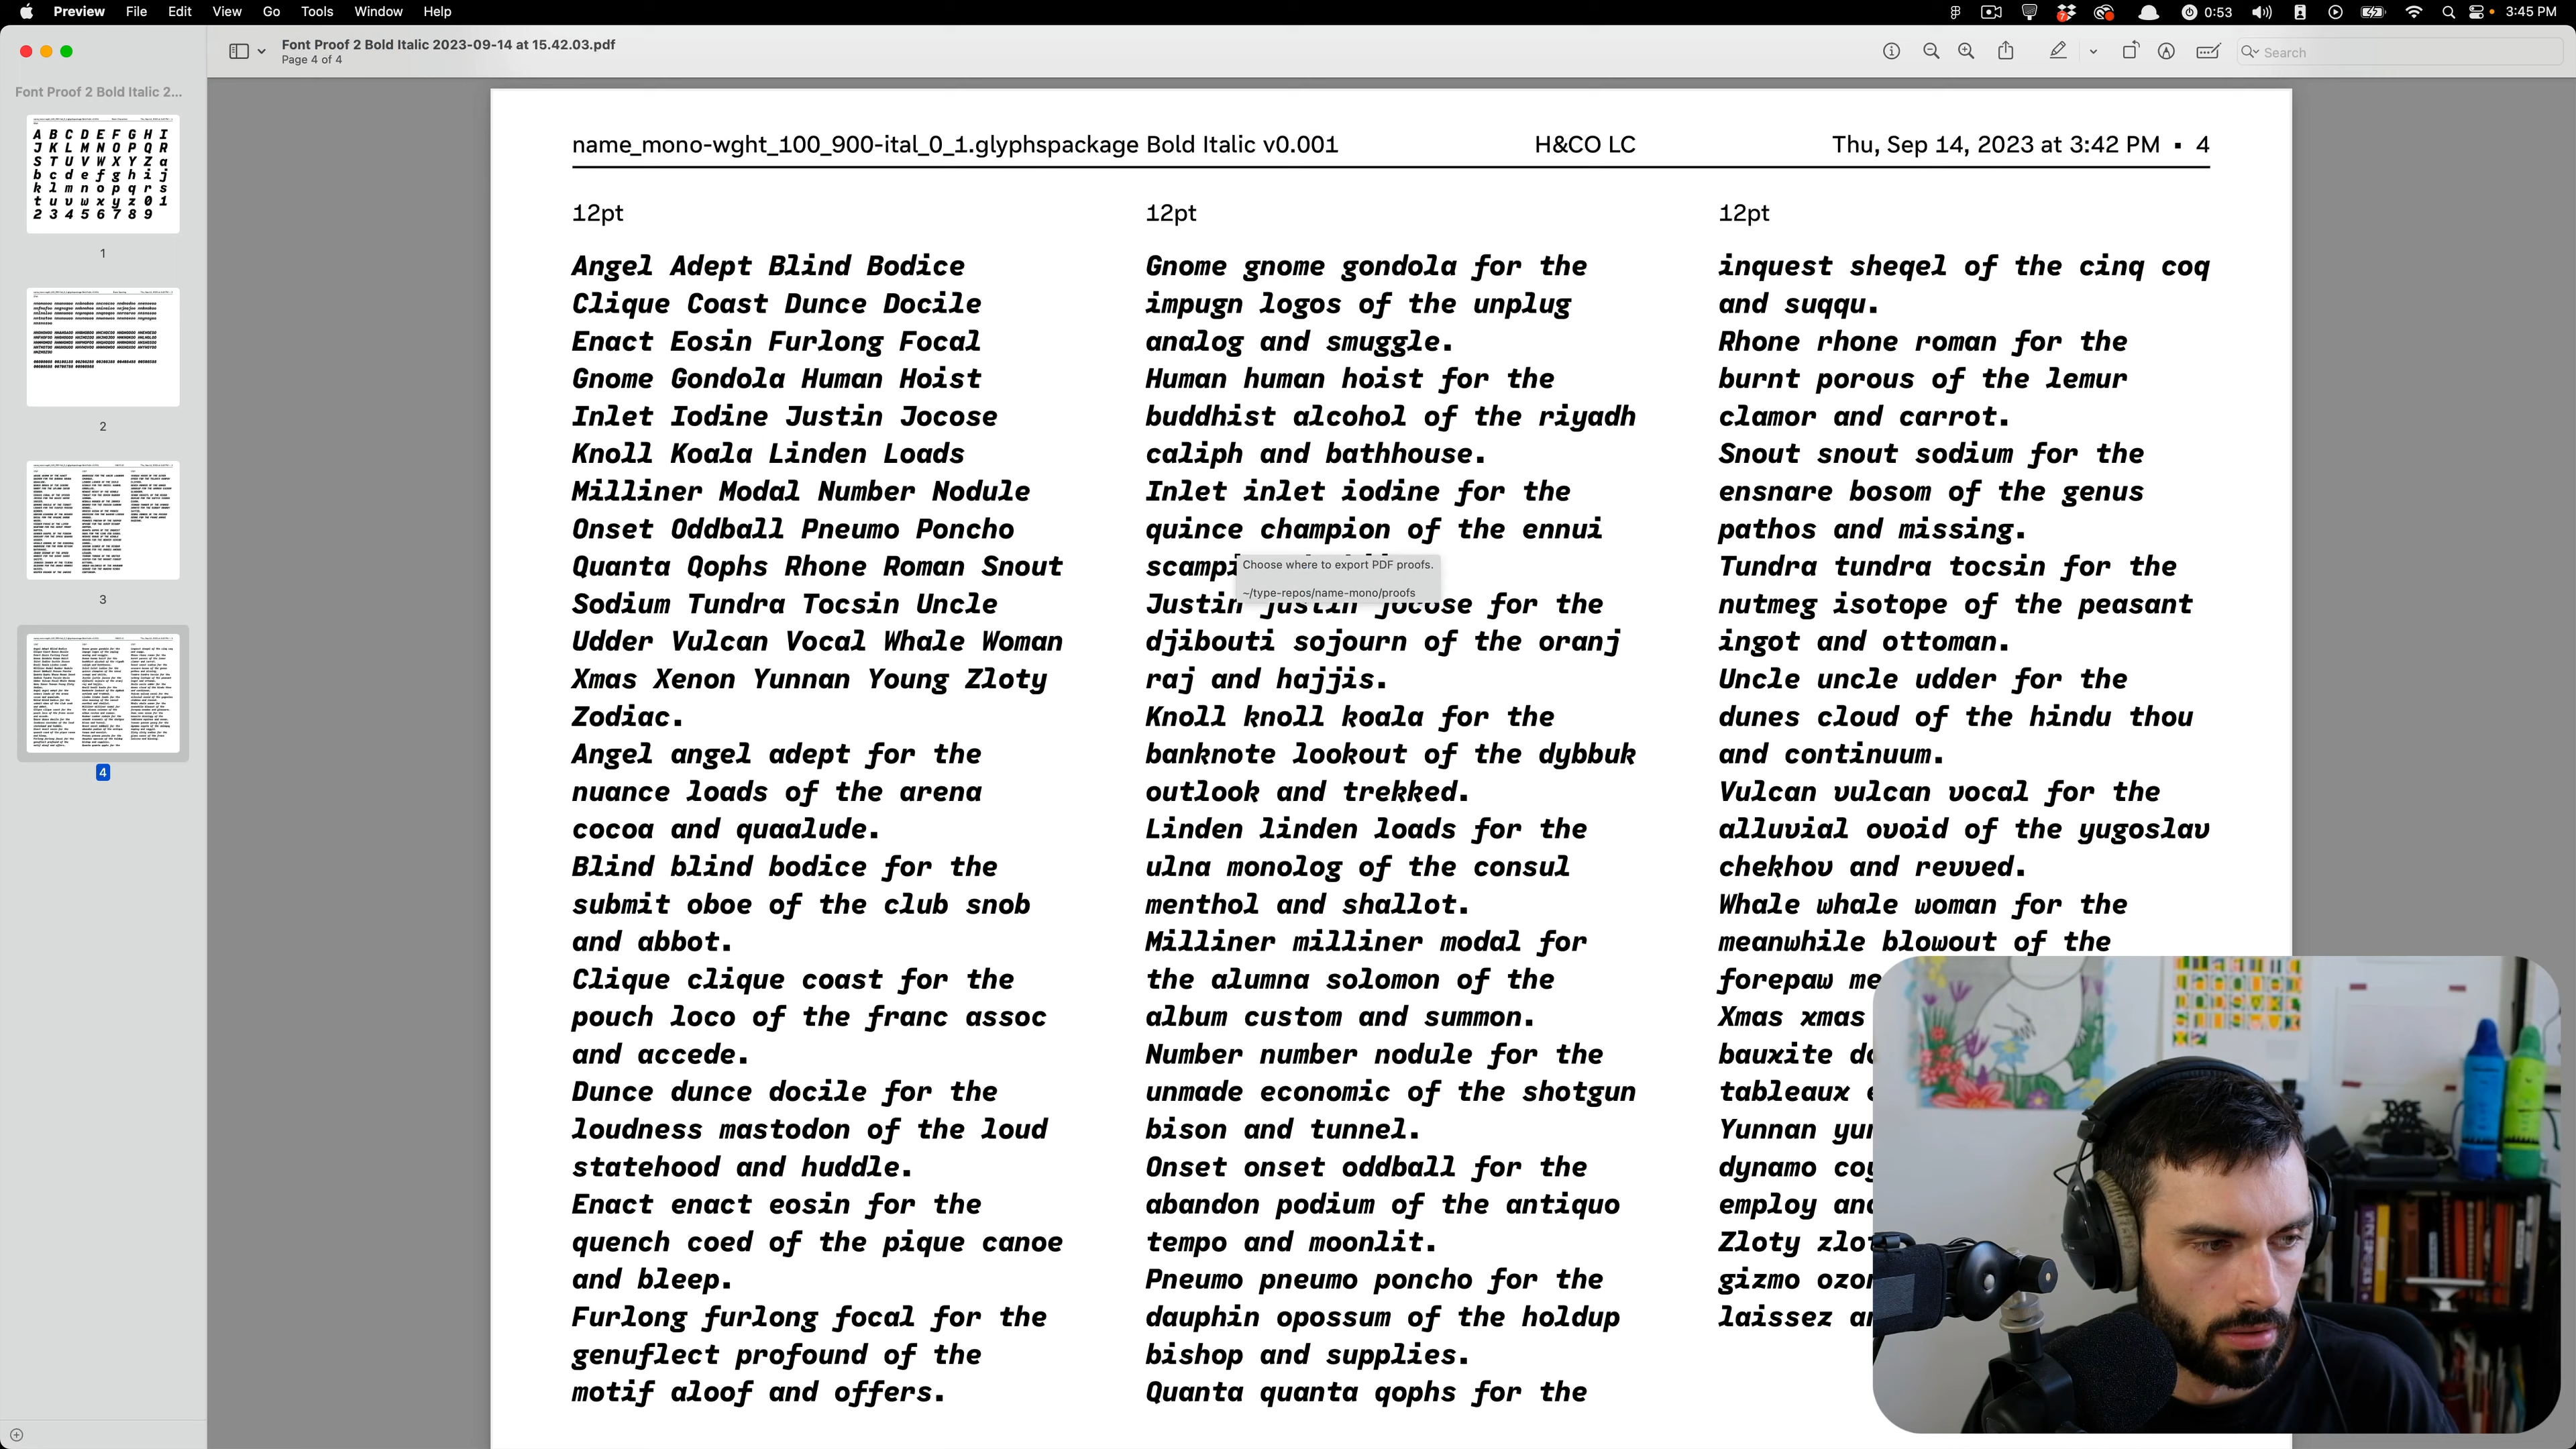 Preview File Edit View Go Tools Window Help
0:53 3:45 PM
Font Proof 2 Bold Italic 2023-09-14 at 15.42.03.pdf
Page 4 of 4
Search
Font Proof 2 Bold Italic 2...
A B C D E F G H I
J K L M N O P Q R
S T U V W X Y Z a
b c d e f g h i j
k l m n o p q r s
t u v w x y z 0 1
2 3 4 5 6 7 8 9
1
2
3
4
name_mono-wght_100_900-ital_0_1.glyphspackage Bold Italic v0.001 H&CO LC Thu, Sep 14, 2023 at 3:42 PM ▪ 4
12pt
Angel Adept Blind Bodice
Clique Coast Dunce Docile
Enact Eosin Furlong Focal
Gnome Gondola Human Hoist
Inlet Iodine Justin Jocose
Knoll Koala Linden Loads
Milliner Modal Number Nodule
Onset Oddball Pneumo Poncho
Quanta Qophs Rhone Roman Snout
Sodium Tundra Tocsin Uncle
Udder Vulcan Vocal Whale Woman
Xmas Xenon Yunnan Young Zloty
Zodiac.
Angel angel adept for the
nuance loads of the arena
cocoa and quaalude.
Blind blind bodice for the
submit oboe of the club snob
and abbot.
Clique clique coast for the
pouch loco of the franc assoc
and accede.
Dunce dunce docile for the
loudness mastodon of the loud
statehood and huddle.
Enact enact eosin for the
quench coed of the pique canoe
and bleep.
Furlong furlong focal for the
genuflect profound of the
motif aloof and offers.
12pt
Gnome gnome gondola for the
impugn logos of the unplug
analog and smuggle.
Human human hoist for the
buddhist alcohol of the riyadh
caliph and bathhouse.
Inlet inlet iodine for the
quince champion of the ennui
scampi
Choose where to export PDF proofs.
~/type-repos/name-mono/proofs
Justin justin jocose for the
djibouti sojourn of the oranj
raj and hajjis.
Knoll knoll koala for the
banknote lookout of the dybbuk
outlook and trekked.
Linden linden loads for the
ulna monolog of the consul
menthol and shallot.
Milliner milliner modal for
the alumna solomon of the
album custom and summon.
Number number nodule for the
unmade economic of the shotgun
bison and tunnel.
Onset onset oddball for the
abandon podium of the antiquo
tempo and moonlit.
Pneumo pneumo poncho for the
dauphin opossum of the holdup
bishop and supplies.
Quanta quanta qophs for the
12pt
inquest sheqel of the cinq coq
and suqqu.
Rhone rhone roman for the
burnt porous of the lemur
clamor and carrot.
Snout snout sodium for the
ensnare bosom of the genus
pathos and missing.
Tundra tundra tocsin for the
nutmeg isotope of the peasant
ingot and ottoman.
Uncle uncle udder for the
dunes cloud of the hindu thou
and continuum.
Vulcan vulcan vocal for the
alluvial ovoid of the yugoslav
chekhov and revved.
Whale whale woman for the
meanwhile blowout of the
forepaw me
Xmas xmas
bauxite
tableaux
Yunnan
dynamo
employ
Zloty
gizmo
laissez